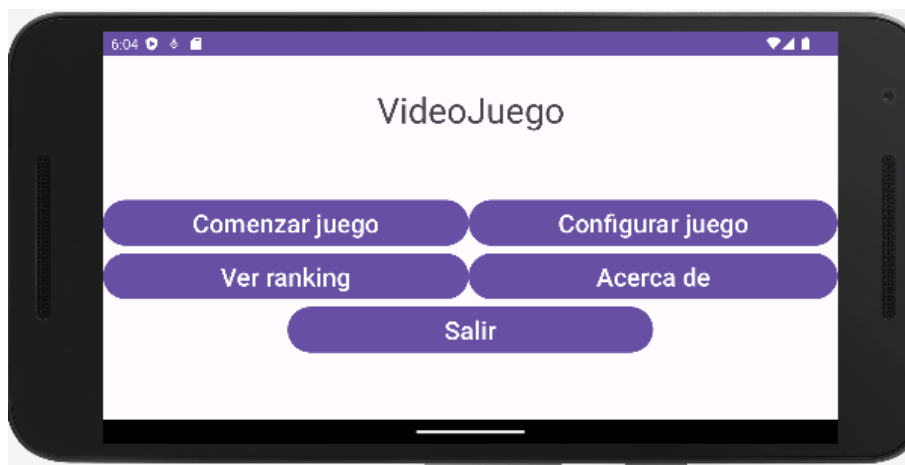 6:04
VideoJuego
Comenzar juego
Configurar juego
Ver ranking
Acerca de
Salir